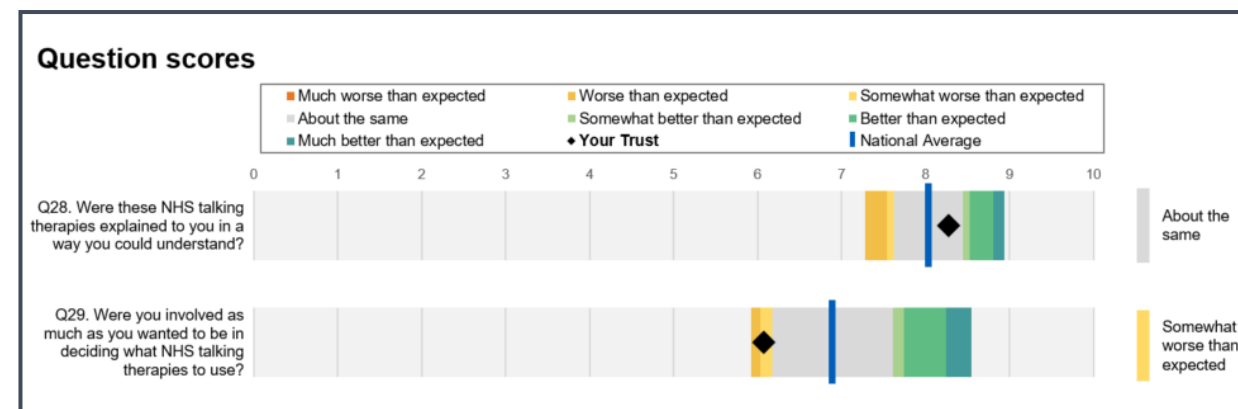 Question scores
Much worse than expected Worse than expected Somewhat worse than expected
About the same Somewhat better than expected Better than expected
Much better than expected Your Trust National Average
0 1 2 3 4 5 6 7 8 9 10
Q28. Were these NHS talking
therapies explained to you in a
way you could understand?
About the
same
Q29. Were you involved as
much as you wanted to be in
deciding what NHS talking
therapies to use?
Somewhat
worse than
expected